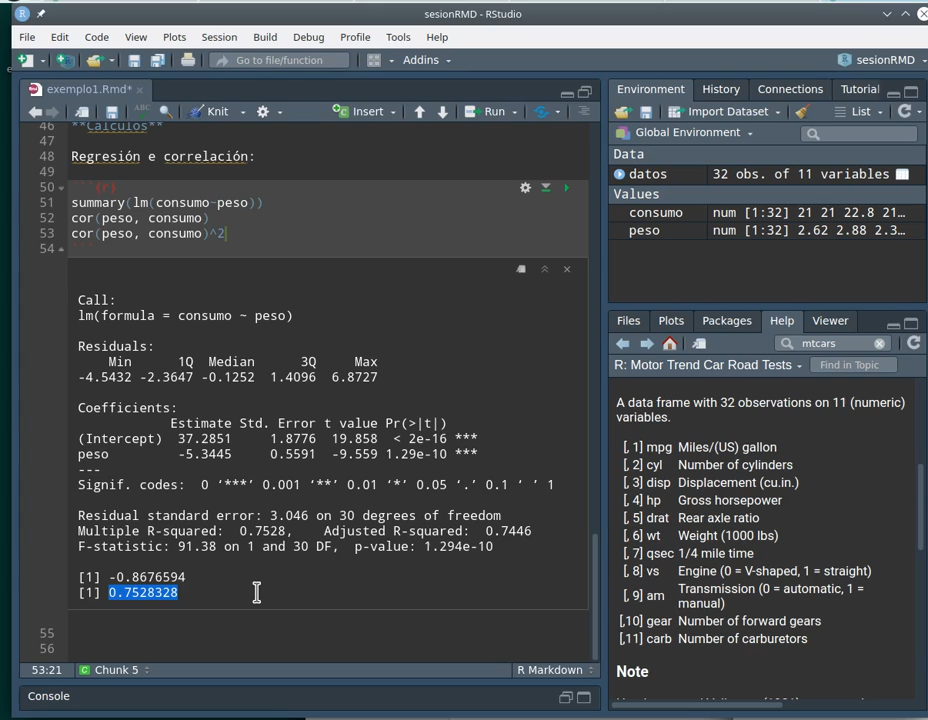 sesionRMD - RStudio
File Edit Code View Plots Session Build Debug Profile Tools Help
Go to file/function Addins sesionRMD
exemplo1.Rmd*
Knit Insert Run
46 **Cálculos**
47
48 Regresión e correlación:
49
50 ```{r}
51 summary(lm(consumo~peso))
52 cor(peso, consumo)
53 cor(peso, consumo)^2
54 ```
Call:
lm(formula = consumo ~ peso)
Residuals:
Min 1Q Median 3Q Max
-4.5432 -2.3647 -0.1252 1.4096 6.8727
Coefficients:
Estimate Std. Error t value Pr(>|t|)
(Intercept) 37.2851 1.8776 19.858 < 2e-16 ***
peso -5.3445 0.5591 -9.559 1.29e-10 ***
---
Signif. codes: 0 ‘***’ 0.001 ‘**’ 0.01 ‘*’ 0.05 ‘.’ 0.1 ‘ ’ 1
Residual standard error: 3.046 on 30 degrees of freedom
Multiple R-squared: 0.7528, Adjusted R-squared: 0.7446
F-statistic: 91.38 on 1 and 30 DF, p-value: 1.294e-10
[1] -0.8676594
[1] 0.7528328
55
56
53:21 Chunk 5 R Markdown
Console
Environment History Connections Tutorial
Import Dataset List
Global Environment
Data
datos 32 obs. of 11 variables
Values
consumo num [1:32] 21 21 22.8 21…
peso num [1:32] 2.62 2.88 2.3…
Files Plots Packages Help Viewer
mtcars
R: Motor Trend Car Road Tests Find in Topic
A data frame with 32 observations on 11 (numeric)
variables.
[, 1] mpg Miles/(US) gallon
[, 2] cyl Number of cylinders
[, 3] disp Displacement (cu.in.)
[, 4] hp Gross horsepower
[, 5] drat Rear axle ratio
[, 6] wt Weight (1000 lbs)
[, 7] qsec 1/4 mile time
[, 8] vs Engine (0 = V-shaped, 1 = straight)
[, 9] am Transmission (0 = automatic, 1 =
manual)
[,10] gear Number of forward gears
[,11] carb Number of carburetors
Note